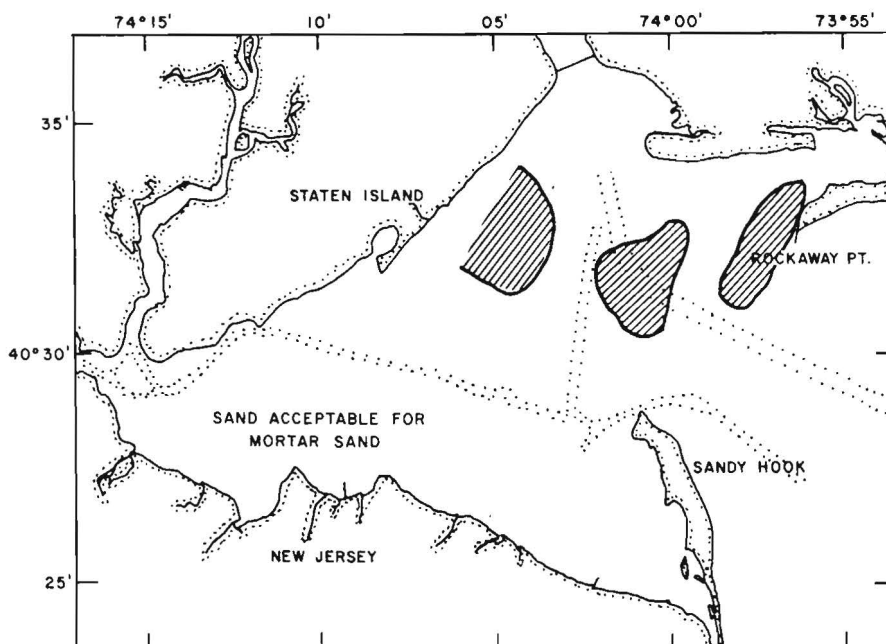 74°15' 10' 05' 74°00' 73°55'
35'
STATEN ISLAND
ROCKAWAY PT.
40°30'
SAND ACCEPTABLE FOR
MORTAR SAND
SANDY HOOK
NEW JERSEY
25'